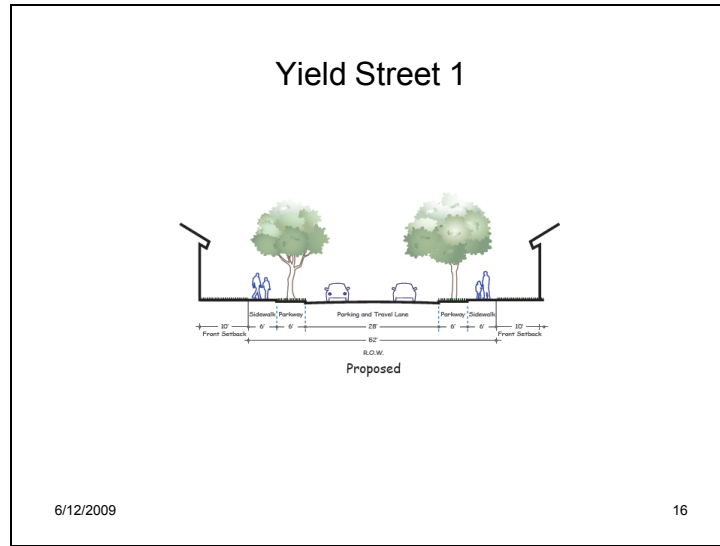 Yield Street 1
Sidewalk Parkway Parking and Travel Lane Parkway Sidewalk
10' 6' 6' 28' 6' 6' 10'
Front Setback Front Setback
52'
R.O.W.
Proposed
6/12/2009 16